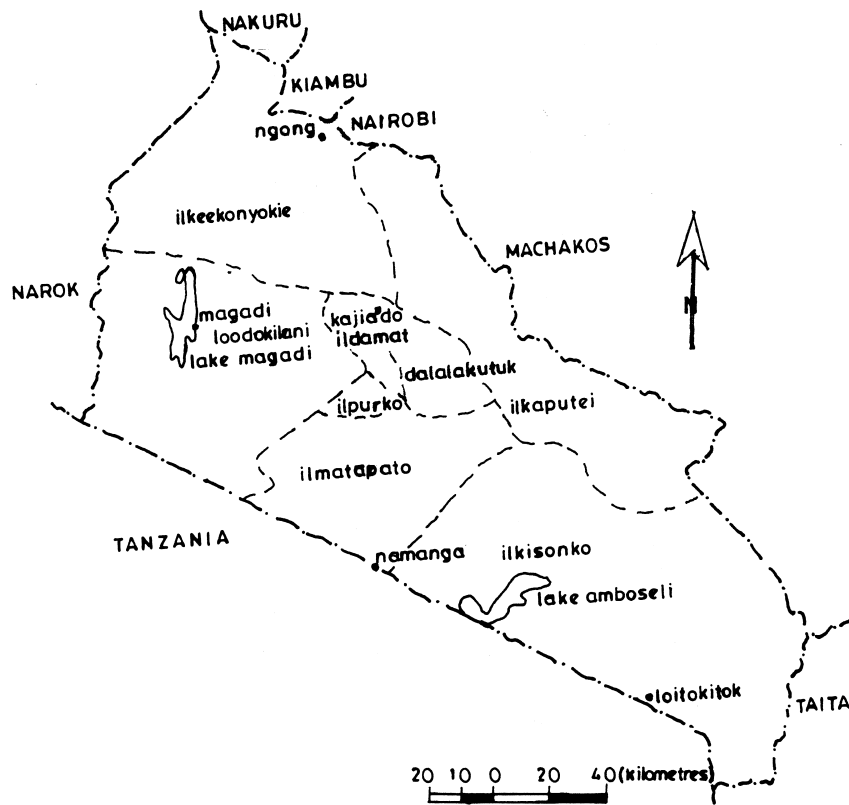 NAKURU
KIAMBU
NAIROBI
ngong
ilkeekonyokie
MACHAKOS
NAROK
N
magadi
loodokilani
lake magadi
kajiado
ildamat
dalalakutuk
ilpurko
ilkaputei
ilmatapato
TANZANIA
namanga
ilkisonko
lake amboseli
loitokitok
TAITA
20 10 0 20 40 (kilometres)